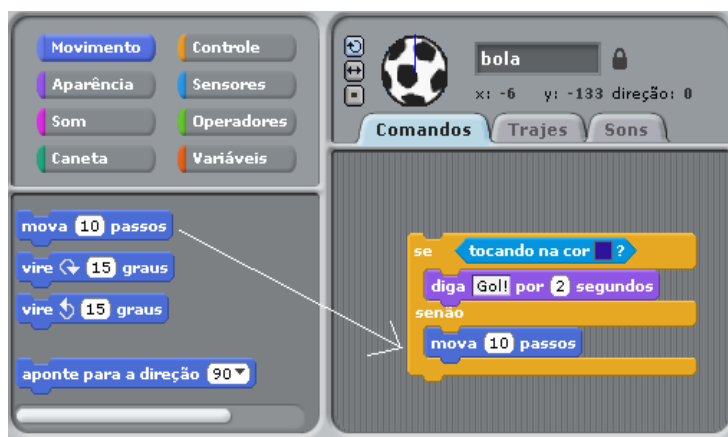 Movimento Controle
Aparência Sensores
Som Operadores
Caneta Variáveis
mova 10 passos
vire 15 graus
vire 15 graus
aponte para a direção 90
bola
x: -6 y: -133 direção: 0
Comandos Trajes Sons
se tocando na cor ?
diga Gol! por 2 segundos
senão
mova 10 passos